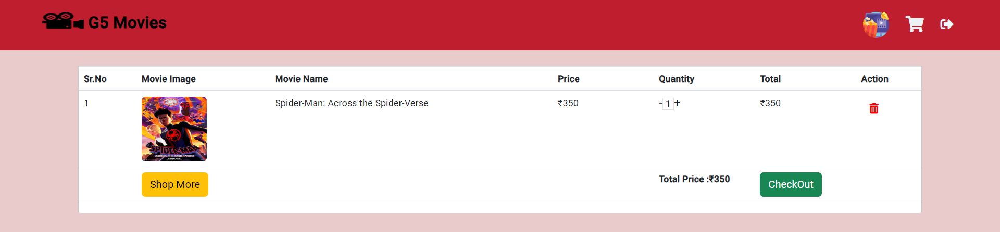 G5 Movies
Sr.No Movie Image Movie Name Price Quantity Total Action
1 Spider-Man: Across the Spider-Verse ₹350 - 1 + ₹350
SPIDER-MAN
ACROSS THE SPIDER-VERSE
Shop More Total Price :₹350 CheckOut